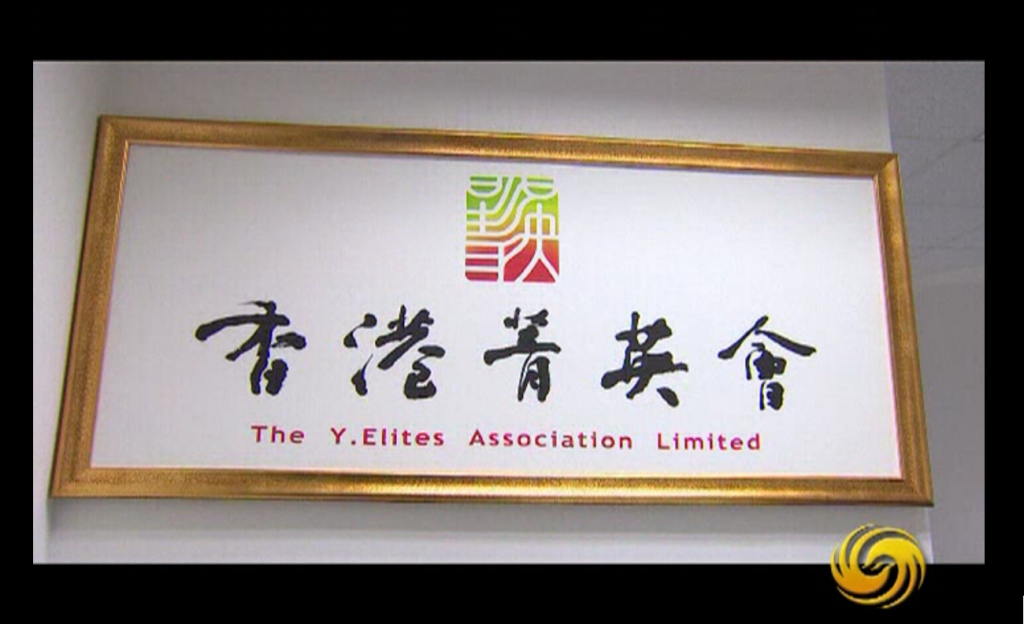 香港菁英會
The Y.Elites Association Limited